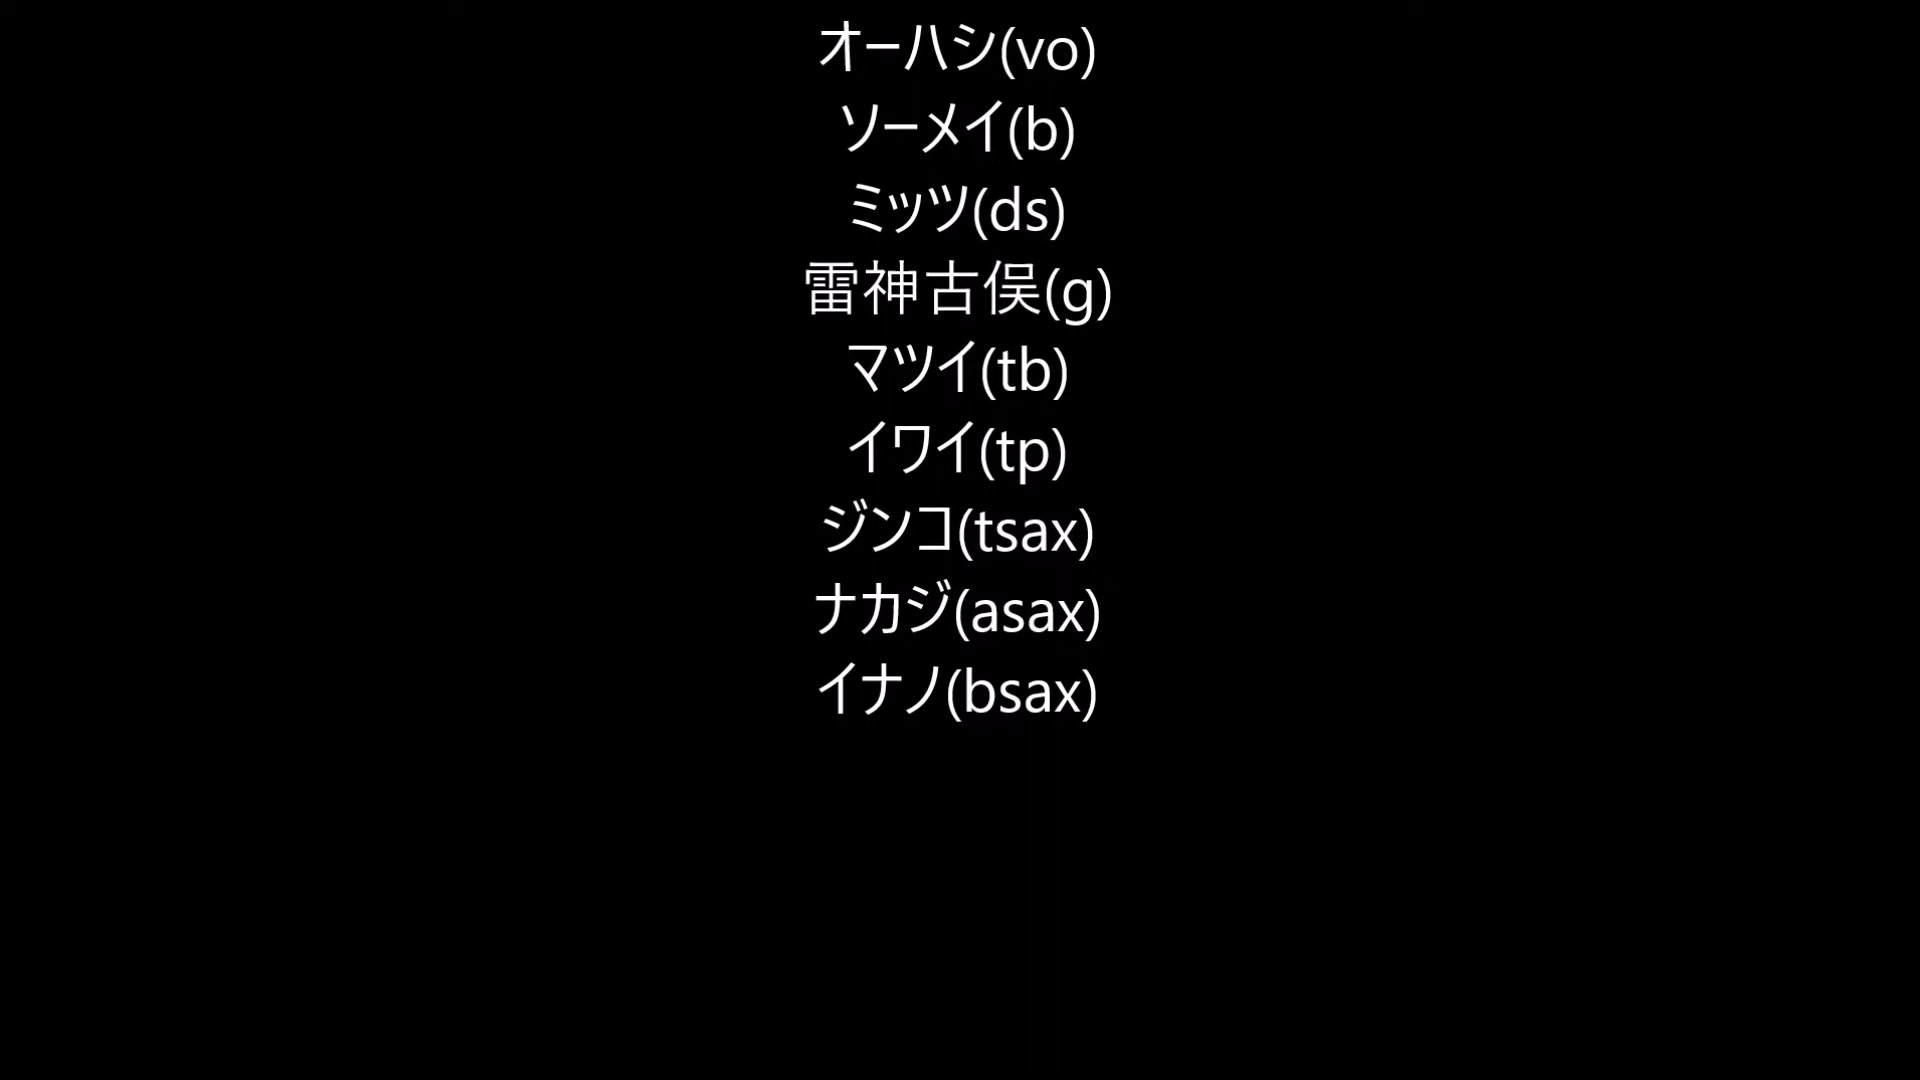 オーハシ(vo)
ソーメイ(b)
ミッツ(ds)
雷神古俣(g)
マツイ(tb)
イワイ(tp)
ジンコ(tsax)
ナカジ(asax)
イナノ(bsax)